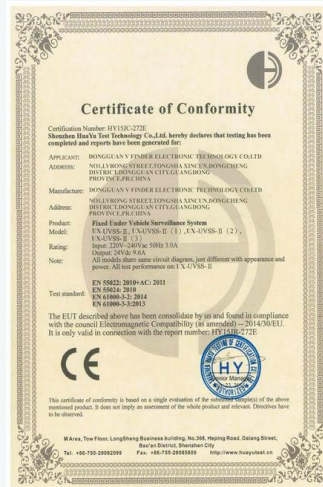 Certificate of Conformity
Certification Number: HY15JC-272E
Shenzhen HuaYu Test Technology Co.,Ltd. hereby declares that testing has been
completed and reports have been generated for:
APPLICANT: DONGGUAN V FINDER ELECTRONIC TECHNOLOGY CO;LTD
ADDRESS: NO1,LVRONG STREET,TONGSHA XINCUN,DONGCHENG
DISTRICT.DONGGUAN CITY.GUANGDONG
PROVINCE,PR.CHINA
Manufacture: DONGGUAN V FINDER ELECTRONIC TECHNOLOGY CO;LTD
Address: NO1,LVRONG STREET,TONGSHA XINCUN,DONGCHENG
DISTRICT.DONGGUAN CITY.GUANGDONG
PROVINCE,PR.CHINA
Product: Fixed Under Vehicle Surveillance System
Model: UX-UVSS-Ⅱ, UX-UVSS-Ⅱ (1) , UX-UVSS-Ⅱ (2) ,
UX-UVSS-Ⅱ (3)
Rating: Input: 220V-240Vac 50Hz 3.0A
Output: 24Vdc 9.6A
Note: All models share same circuit diagram, just different with appearance and
power. All test performance on: UX-UVSS-Ⅱ
Test standard: EN 55022: 2010+AC: 2011
EN 55024: 2010
EN 61000-3-2: 2014
EN 61000-3-3:2013
The EUT described above has been consolidate by us and found in compliance
with the council Electromagnetic Compatibility (as amended) -- 2014/30/EU.
It is only valid in connection with the report number: HY15JR-272E
CE
HY
Senior Manager
This certificate of conformity is based on a single evaluation of the submitted sample(s) of the above
mentioned product. It does not imply an assessment of the whole product and relevant. Directives have
to be observed.
M Area, Tow Floor, LongSheng Business building, No.366, Heping Road, Dalang Street,
Bao'an District, Shenzhen City
Tel: +86-755-29082099 Fax: +86-755-29585800 http://www.huayutest.cn